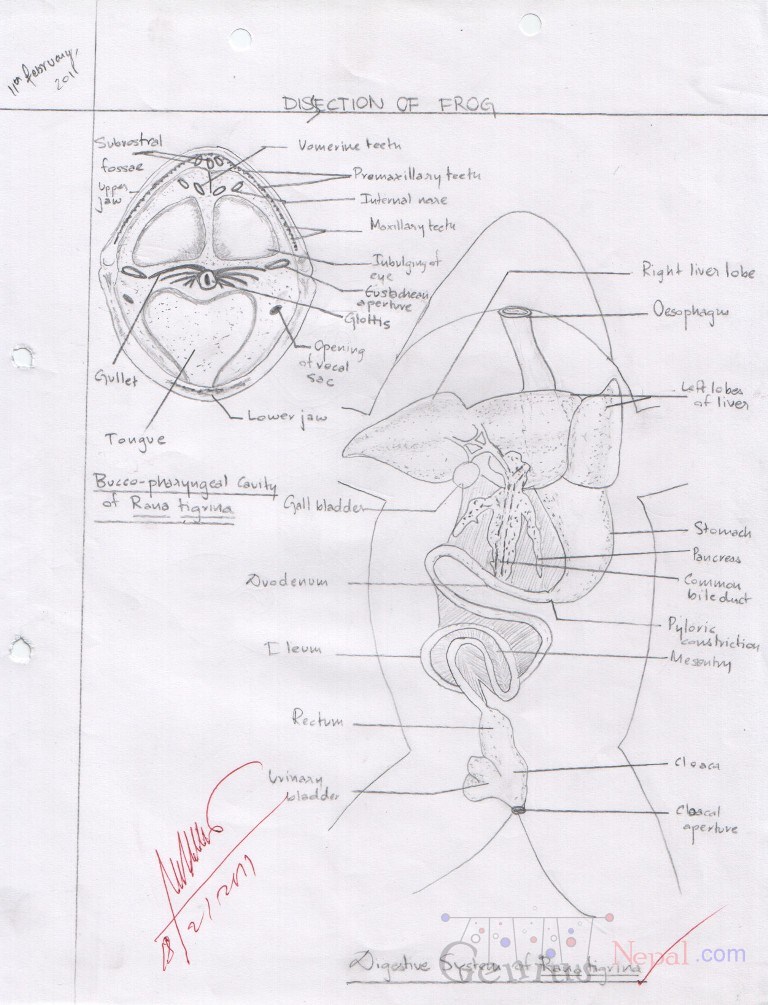 11th february,
2011
DISSECTION OF FROG
Subrostral
fossae
Upper
jaw
Vomerine teeth
Premaxillary teeth
Internal nare
Maxillary teeth
Inbulging of
eye
Eustachean
aperture
Glottis
Opening
of vocal
sac
Gullet
Lower jaw
Tongue
Bucco-pharyngeal cavity
of Rana tigrina
Right liver lobe
Oesophagus
Left lobes
of liver
Gall bladder
Stomach
Pancreas
Common
bile duct
Duodenum
Pyloric
constriction
Ileum
Mesentry
Rectum
Cloaca
Urinary
bladder
Cloacal
aperture
28/2/2011
Digestive System of Rana tigrina
Genius Nepal.com